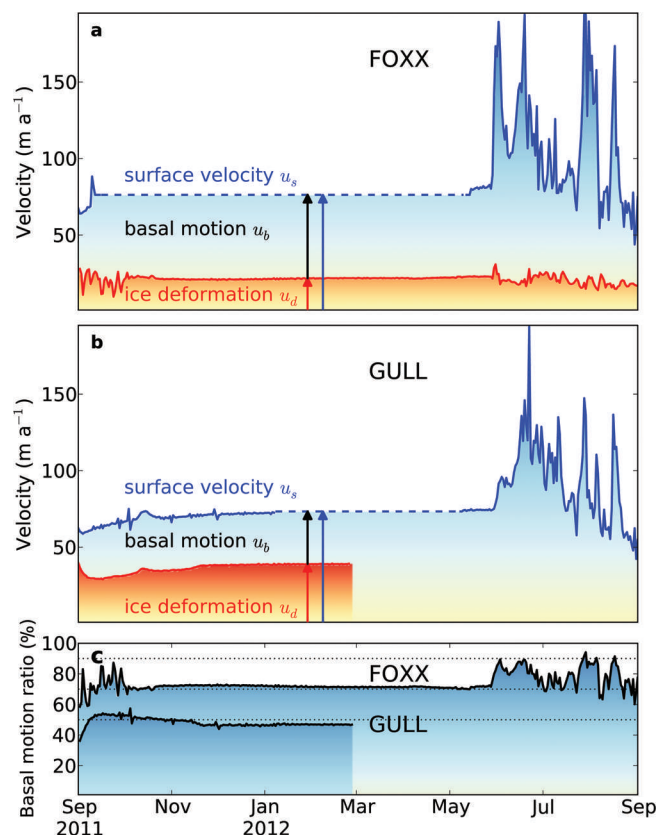 a
FOXX
Velocity (m a⁻¹)
150
100
50
surface velocity uₛ
basal motion u_b
ice deformation u_d
b
GULL
Velocity (m a⁻¹)
150
100
50
surface velocity uₛ
basal motion u_b
ice deformation u_d
c
FOXX
GULL
Basal motion ratio (%)
100
80
60
40
20
Sep Nov Jan Mar May Jul Sep
2011 2012